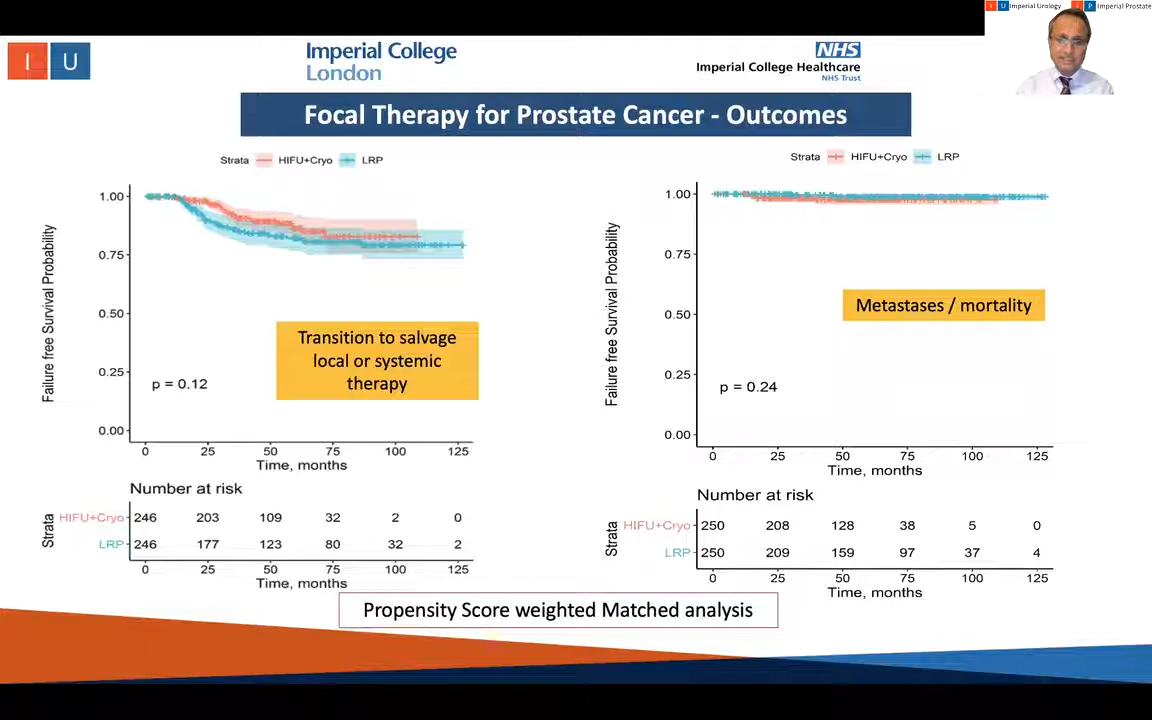 I U Imperial Urology I P Imperial Prostate
I U
Imperial College
London
NHS
Imperial College Healthcare
NHS Trust
Focal Therapy for Prostate Cancer - Outcomes
Strata HIFU+Cryo LRP
Failure free Survival Probability
1.00
0.75
0.50
0.25
0.00
Transition to salvage
local or systemic
therapy
p = 0.12
0 25 50 75 100 125
Time, months
Number at risk
Strata
HIFU+Cryo 246 203 109 32 2 0
LRP 246 177 123 80 32 2
0 25 50 75 100 125
Time, months
Strata HIFU+Cryo LRP
Failure free Survival Probability
1.00
0.75
0.50
0.25
0.00
Metastases / mortality
p = 0.24
0 25 50 75 100 125
Time, months
Number at risk
Strata
HIFU+Cryo 250 208 128 38 5 0
LRP 250 209 159 97 37 4
0 25 50 75 100 125
Time, months
Propensity Score weighted Matched analysis